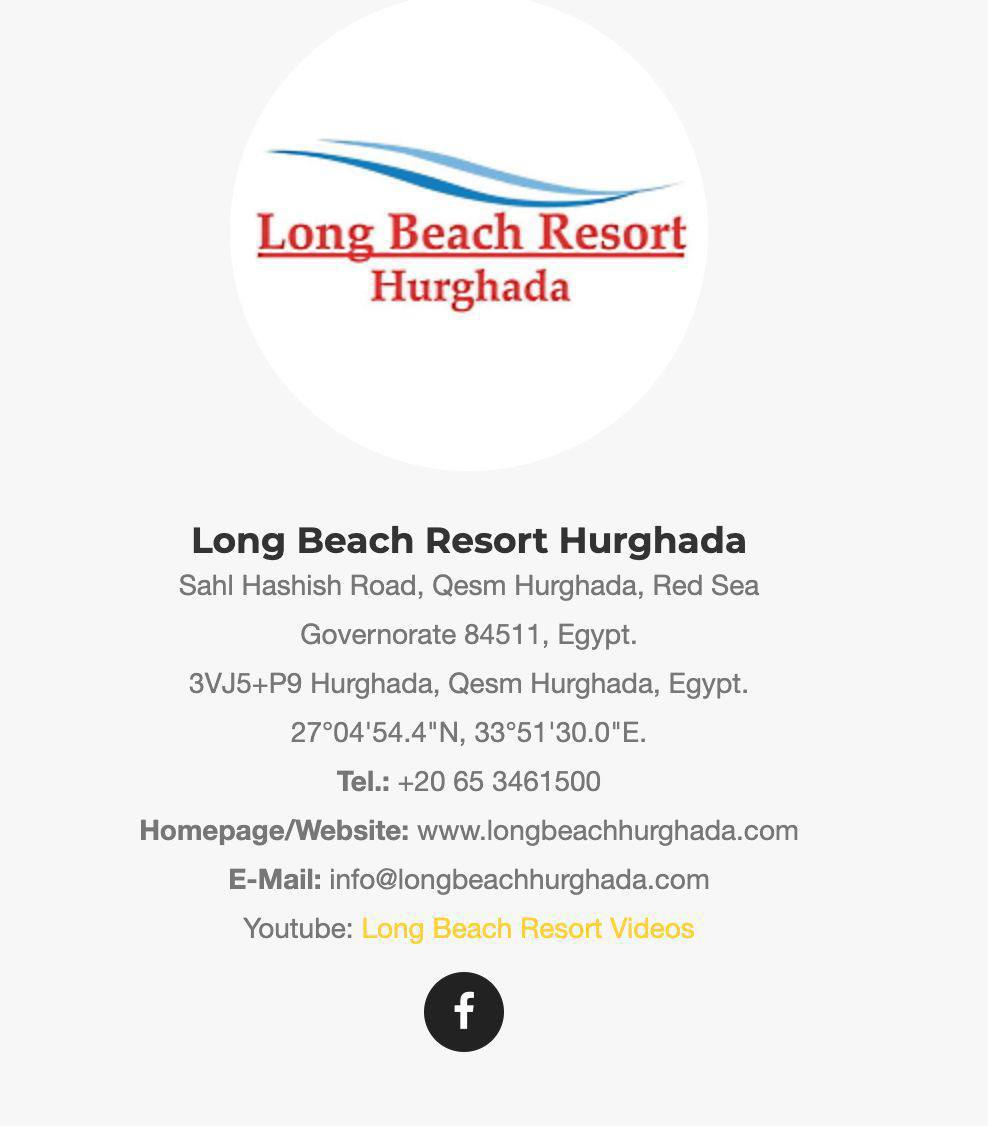 Long Beach Resort
Hurghada
Long Beach Resort Hurghada
Sahl Hashish Road, Qesm Hurghada, Red Sea
Governorate 84511, Egypt.
3VJ5+P9 Hurghada, Qesm Hurghada, Egypt.
27°04'54.4"N, 33°51'30.0"E.
Tel.: +20 65 3461500
Homepage/Website: www.longbeachhurghada.com
E-Mail: info@longbeachhurghada.com
Youtube: Long Beach Resort Videos